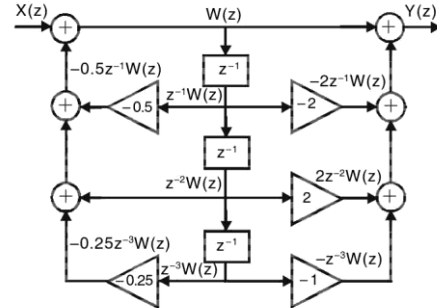 X(z) W(z) Y(z)
+ +
−0.5z⁻¹W(z) z⁻¹ −2z⁻¹W(z)
z⁻¹W(z)
+ −0.5 −2 +
z⁻¹
z⁻²W(z) 2z⁻²W(z)
+ 2 +
−0.25z⁻³W(z) z⁻¹ −z⁻³W(z)
z⁻³W(z)
−0.25 −1